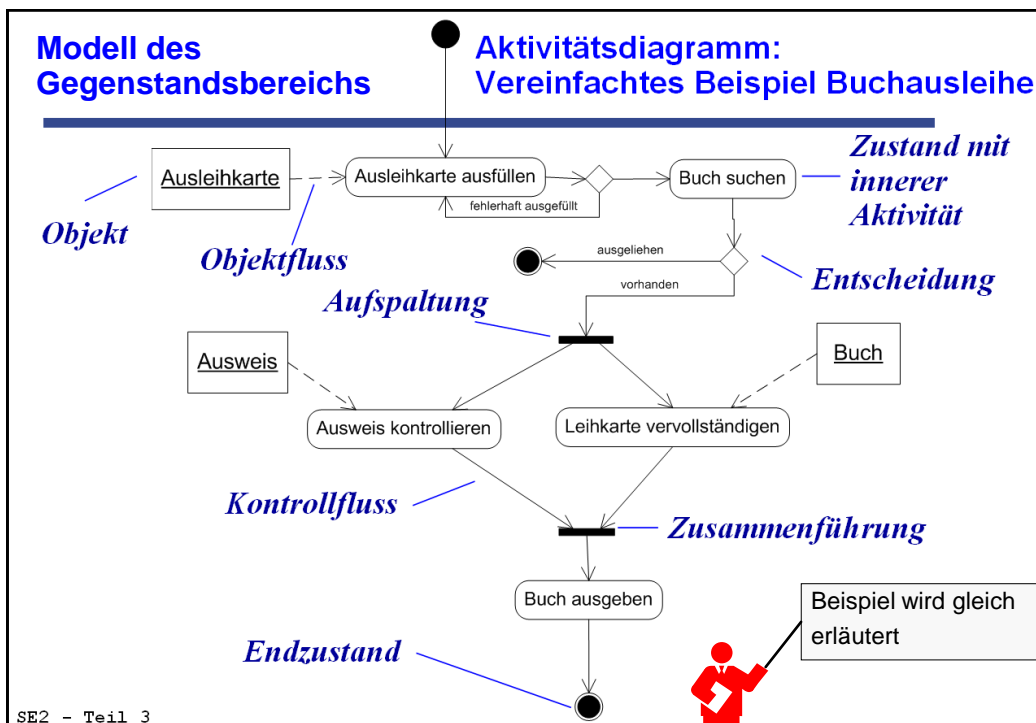 Modell des
Gegenstandsbereichs
Aktivitätsdiagramm:
Vereinfachtes Beispiel Buchausleihe
Ausleihkarte
Ausleihkarte ausfüllen
fehlerhaft ausgefüllt
Buch suchen
Zustand mit
innerer
Aktivität
Objekt
Objektfluss
ausgeliehen
Entscheidung
vorhanden
Aufspaltung
Ausweis
Buch
Ausweis kontrollieren
Leihkarte vervollständigen
Kontrollfluss
Zusammenführung
Buch ausgeben
Beispiel wird gleich
erläutert
Endzustand
SE2 - Teil 3